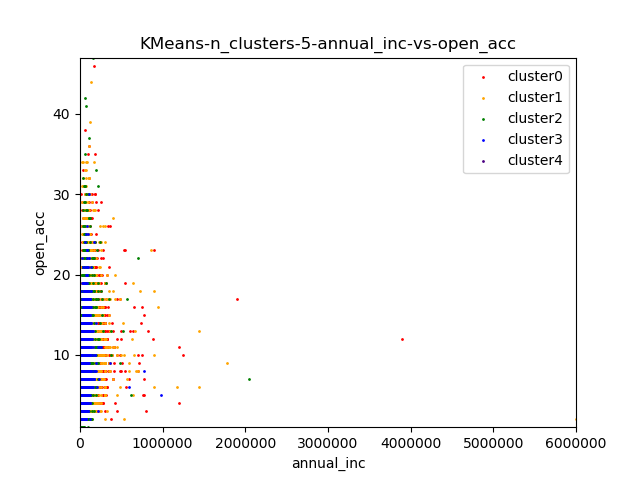 KMeans-n_clusters-5-annual_inc-vs-open_acc
cluster0
cluster1
cluster2
cluster3
cluster4
40
30
20
10
open_acc
0 1000000 2000000 3000000 4000000 5000000 6000000
annual_inc